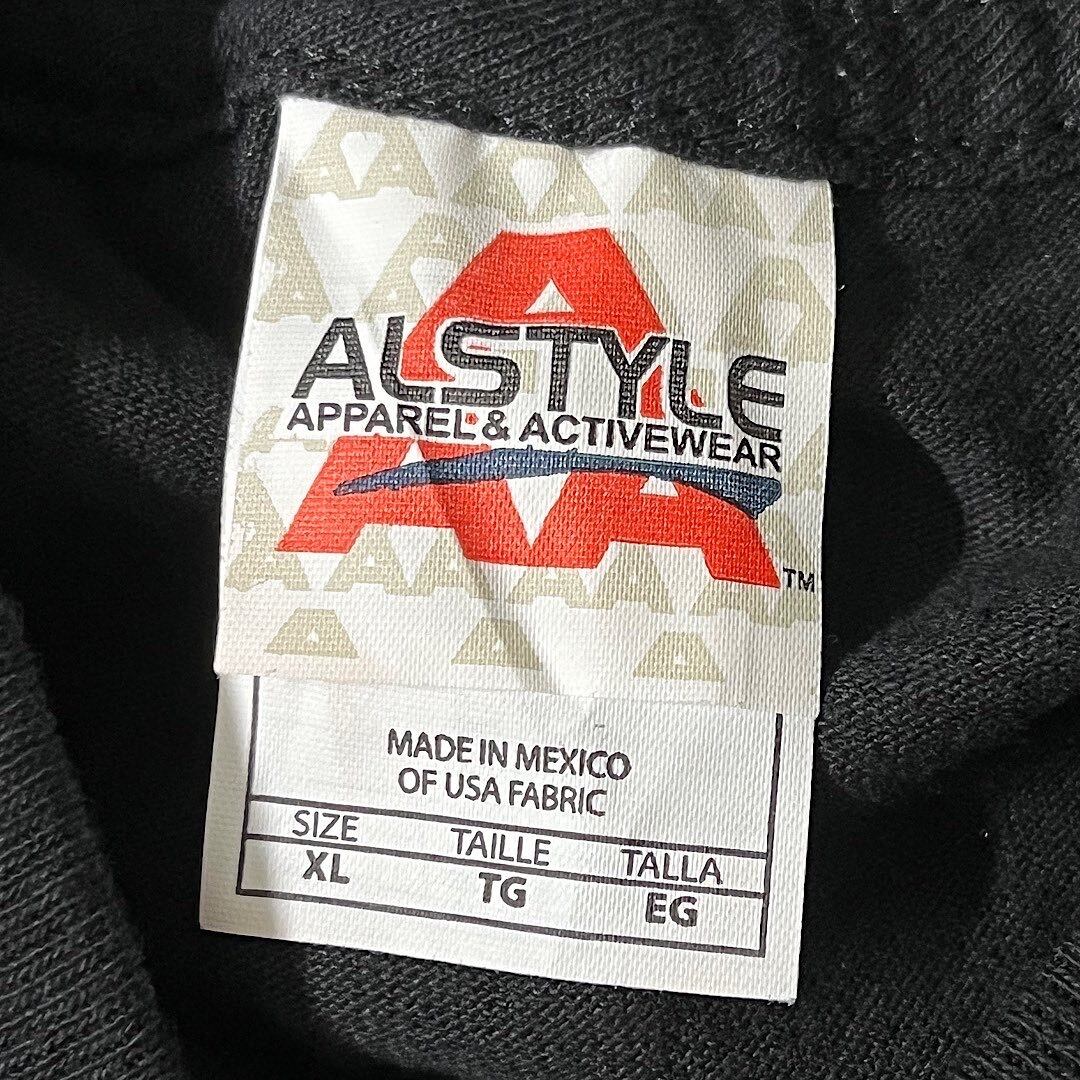 ALSTYLE
APPAREL & ACTIVEWEAR
TM
MADE IN MEXICO
OF USA FABRIC
SIZE TAILLE TALLA
XL TG EG